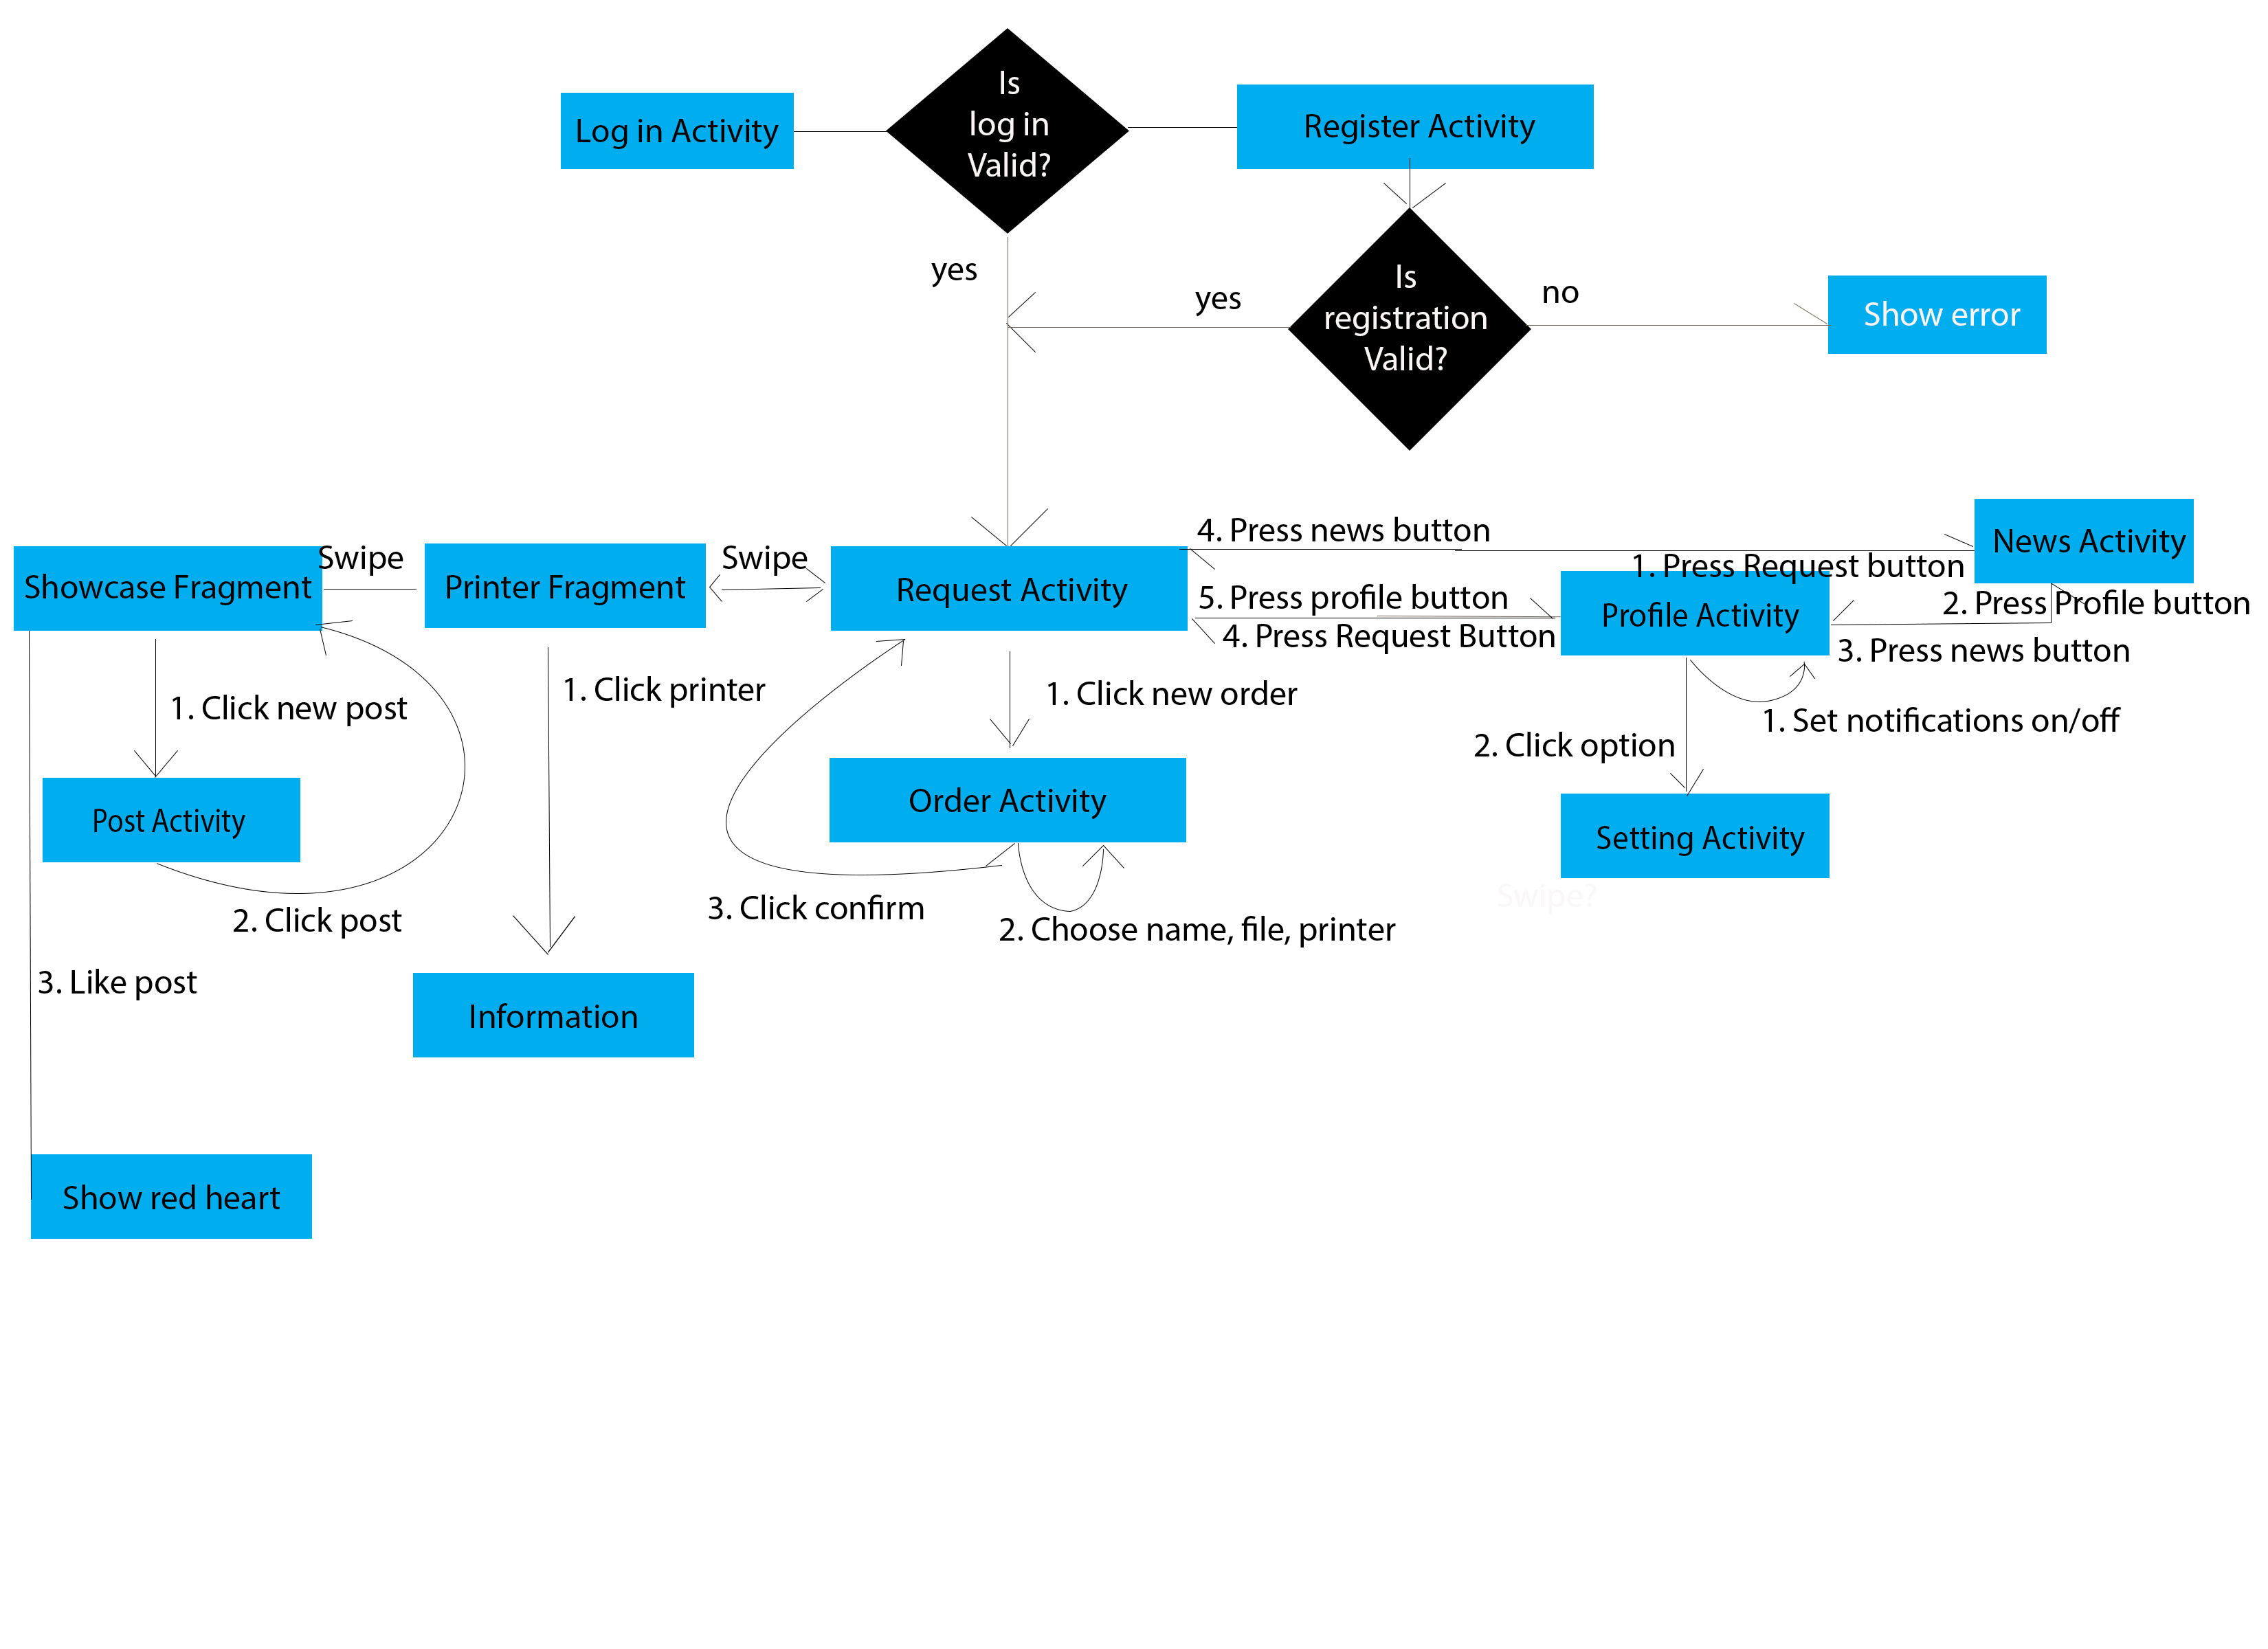 Is
log in
Valid?
Log in Activity
Register Activity
yes
Is
registration
Valid?
yes
no
Show error
4. Press news button
News Activity
Swipe
Swipe
Showcase Fragment
Printer Fragment
Request Activity
1. Press Request button
5. Press profile button
Profile Activity
2. Press Profile button
4. Press Request Button
3. Press news button
1. Click new post
1. Click printer
1. Click new order
1. Set notifications on/off
2. Click option
Post Activity
Order Activity
Setting Activity
Swipe?
2. Click post
3. Click confirm
2. Choose name, file, printer
3. Like post
Information
Show red heart